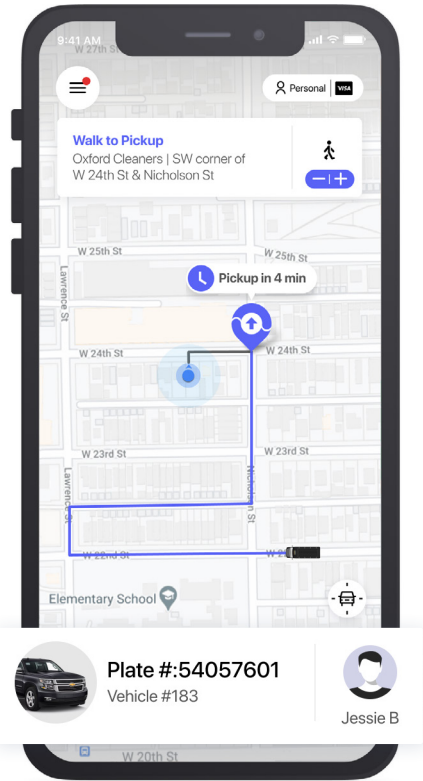 9:41 AM
W 27th St
Personal
VISA
Walk to Pickup
Oxford Cleaners | SW corner of
W 24th St & Nicholson St
W 25th St
W 25th St
Lawrence St
Pickup in 4 min
W 24th St
W 24th St
W 23rd St
W 23rd St
Lawrence St
Nicholson St
W 22nd St
Elementary School
Plate #:54057601
Vehicle #183
Jessie B
W 20th St